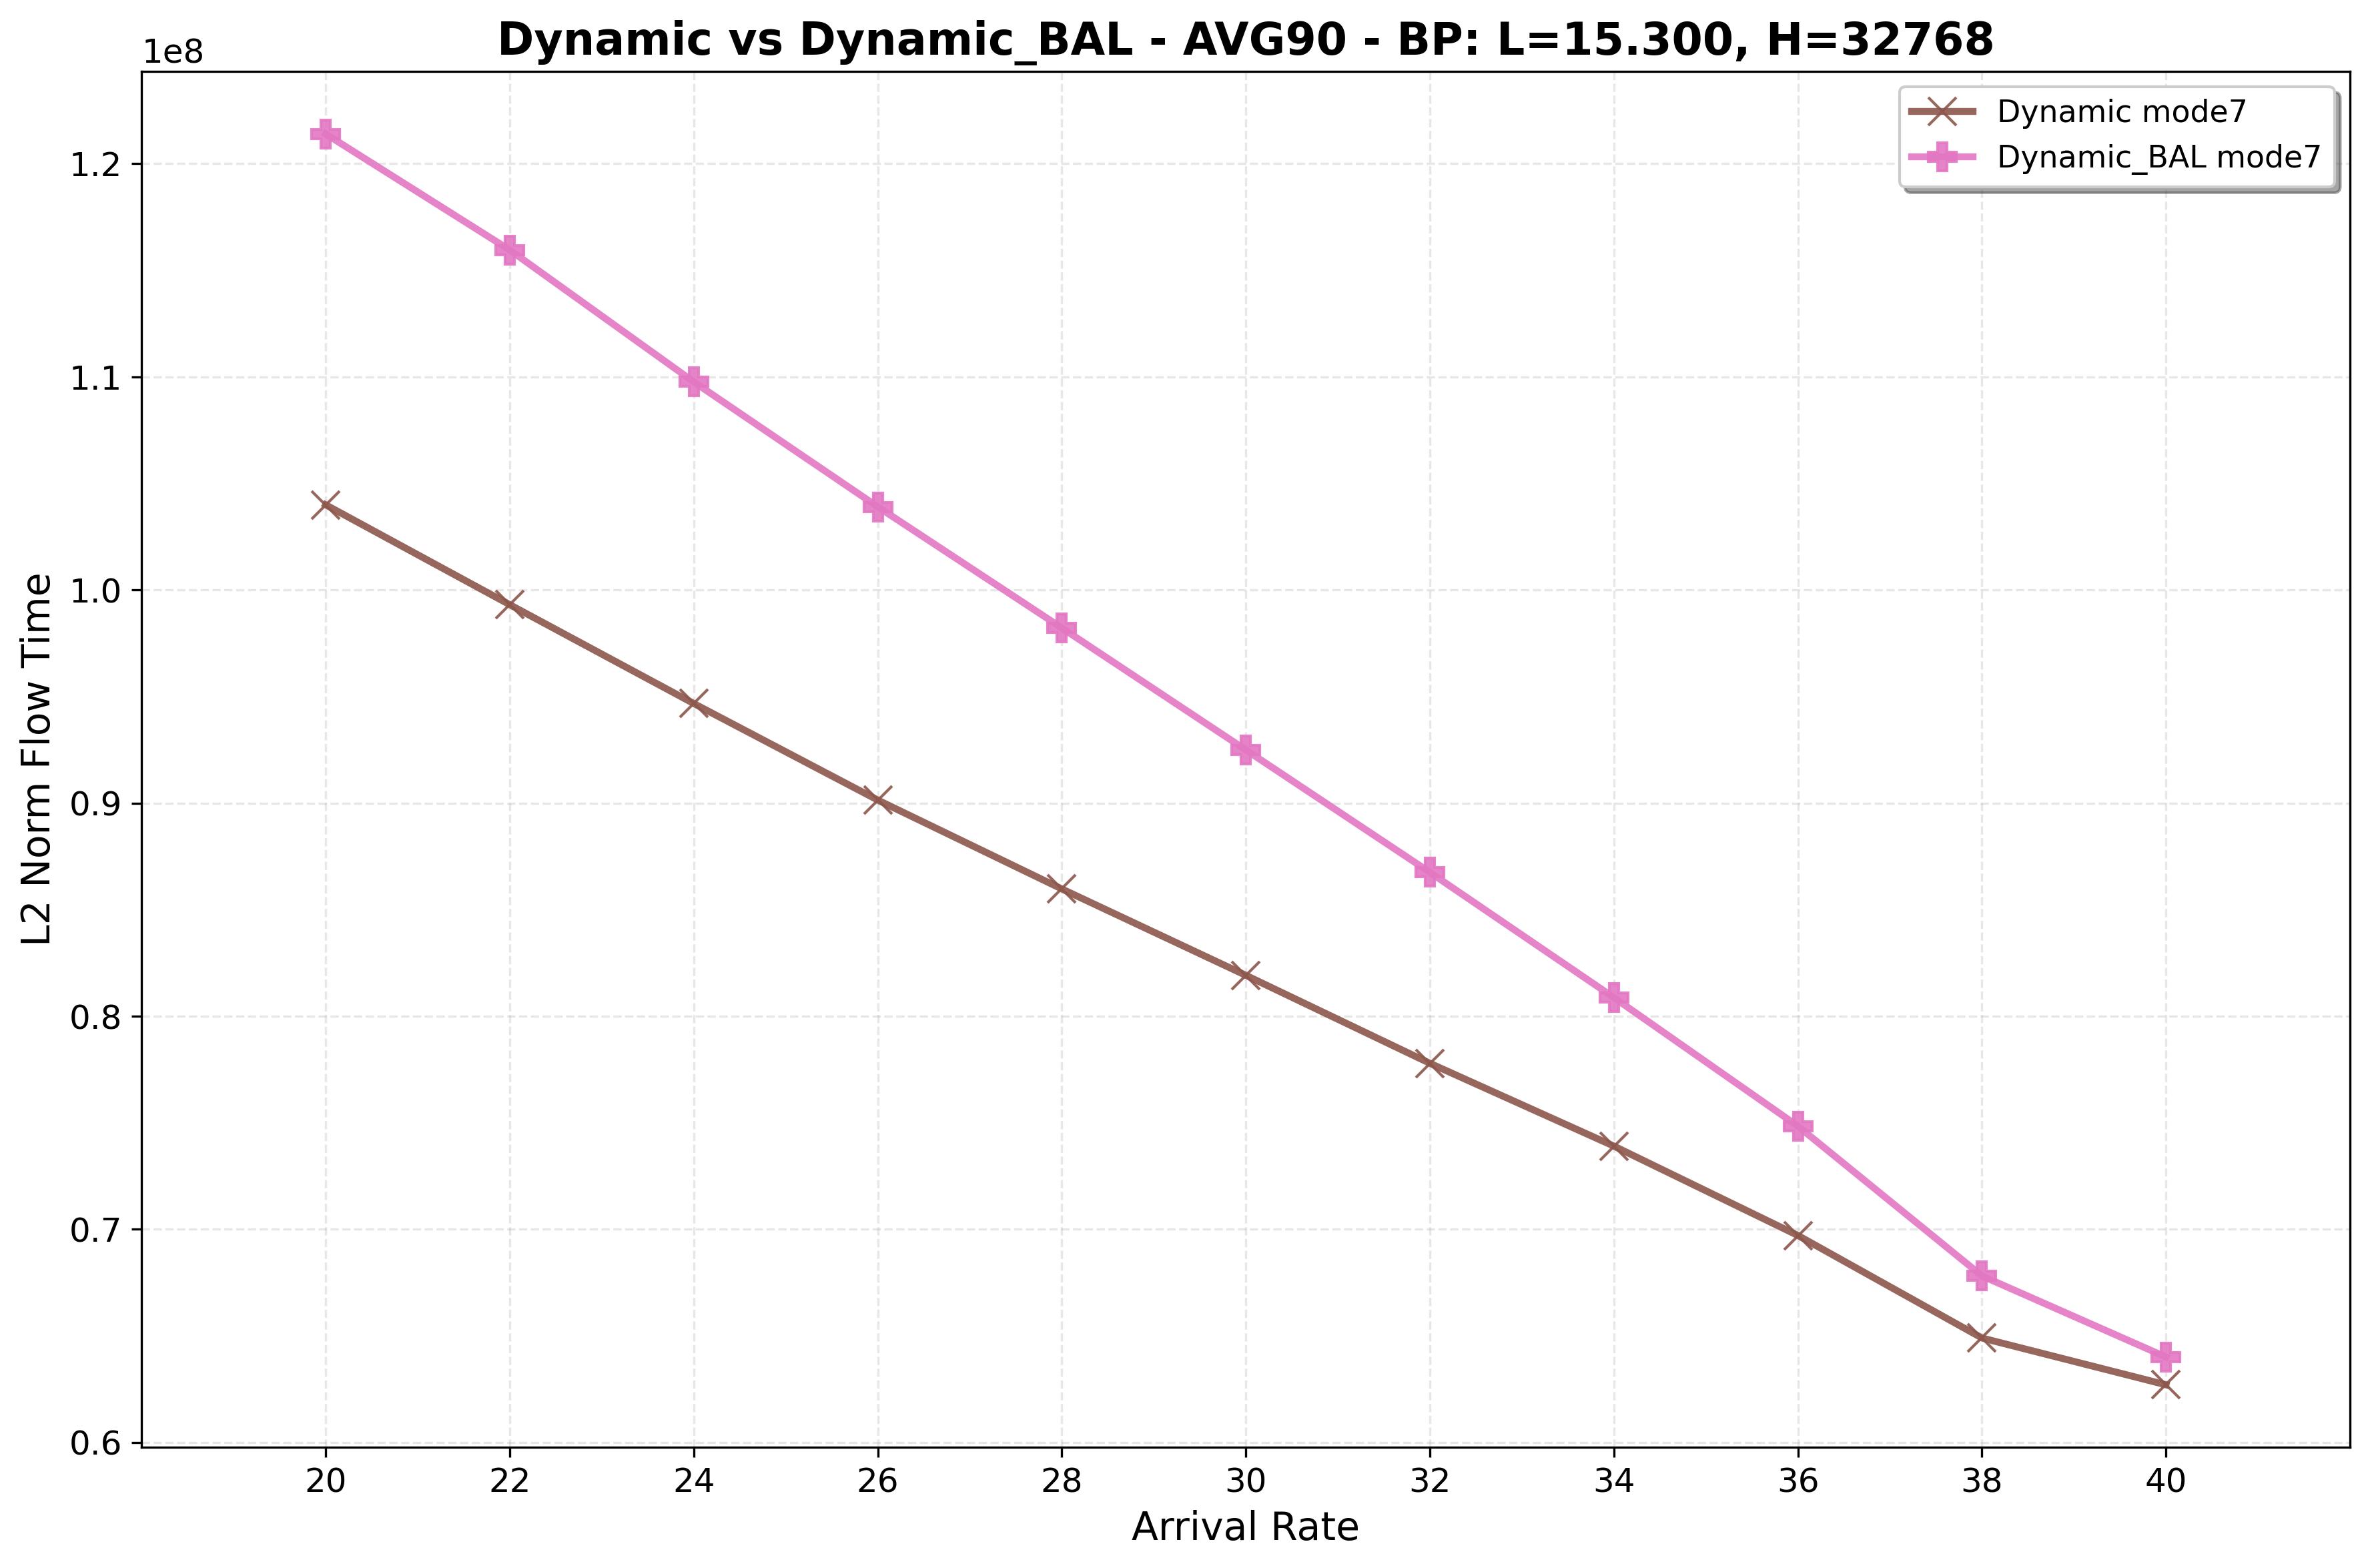 Dynamic vs Dynamic_BAL - AVG90 - BP: L=15.300, H=32768
1e8
Dynamic mode7
Dynamic_BAL mode7
L2 Norm Flow Time
1.2
1.1
1.0
0.9
0.8
0.7
0.6
20 22 24 26 28 30 32 34 36 38 40
Arrival Rate